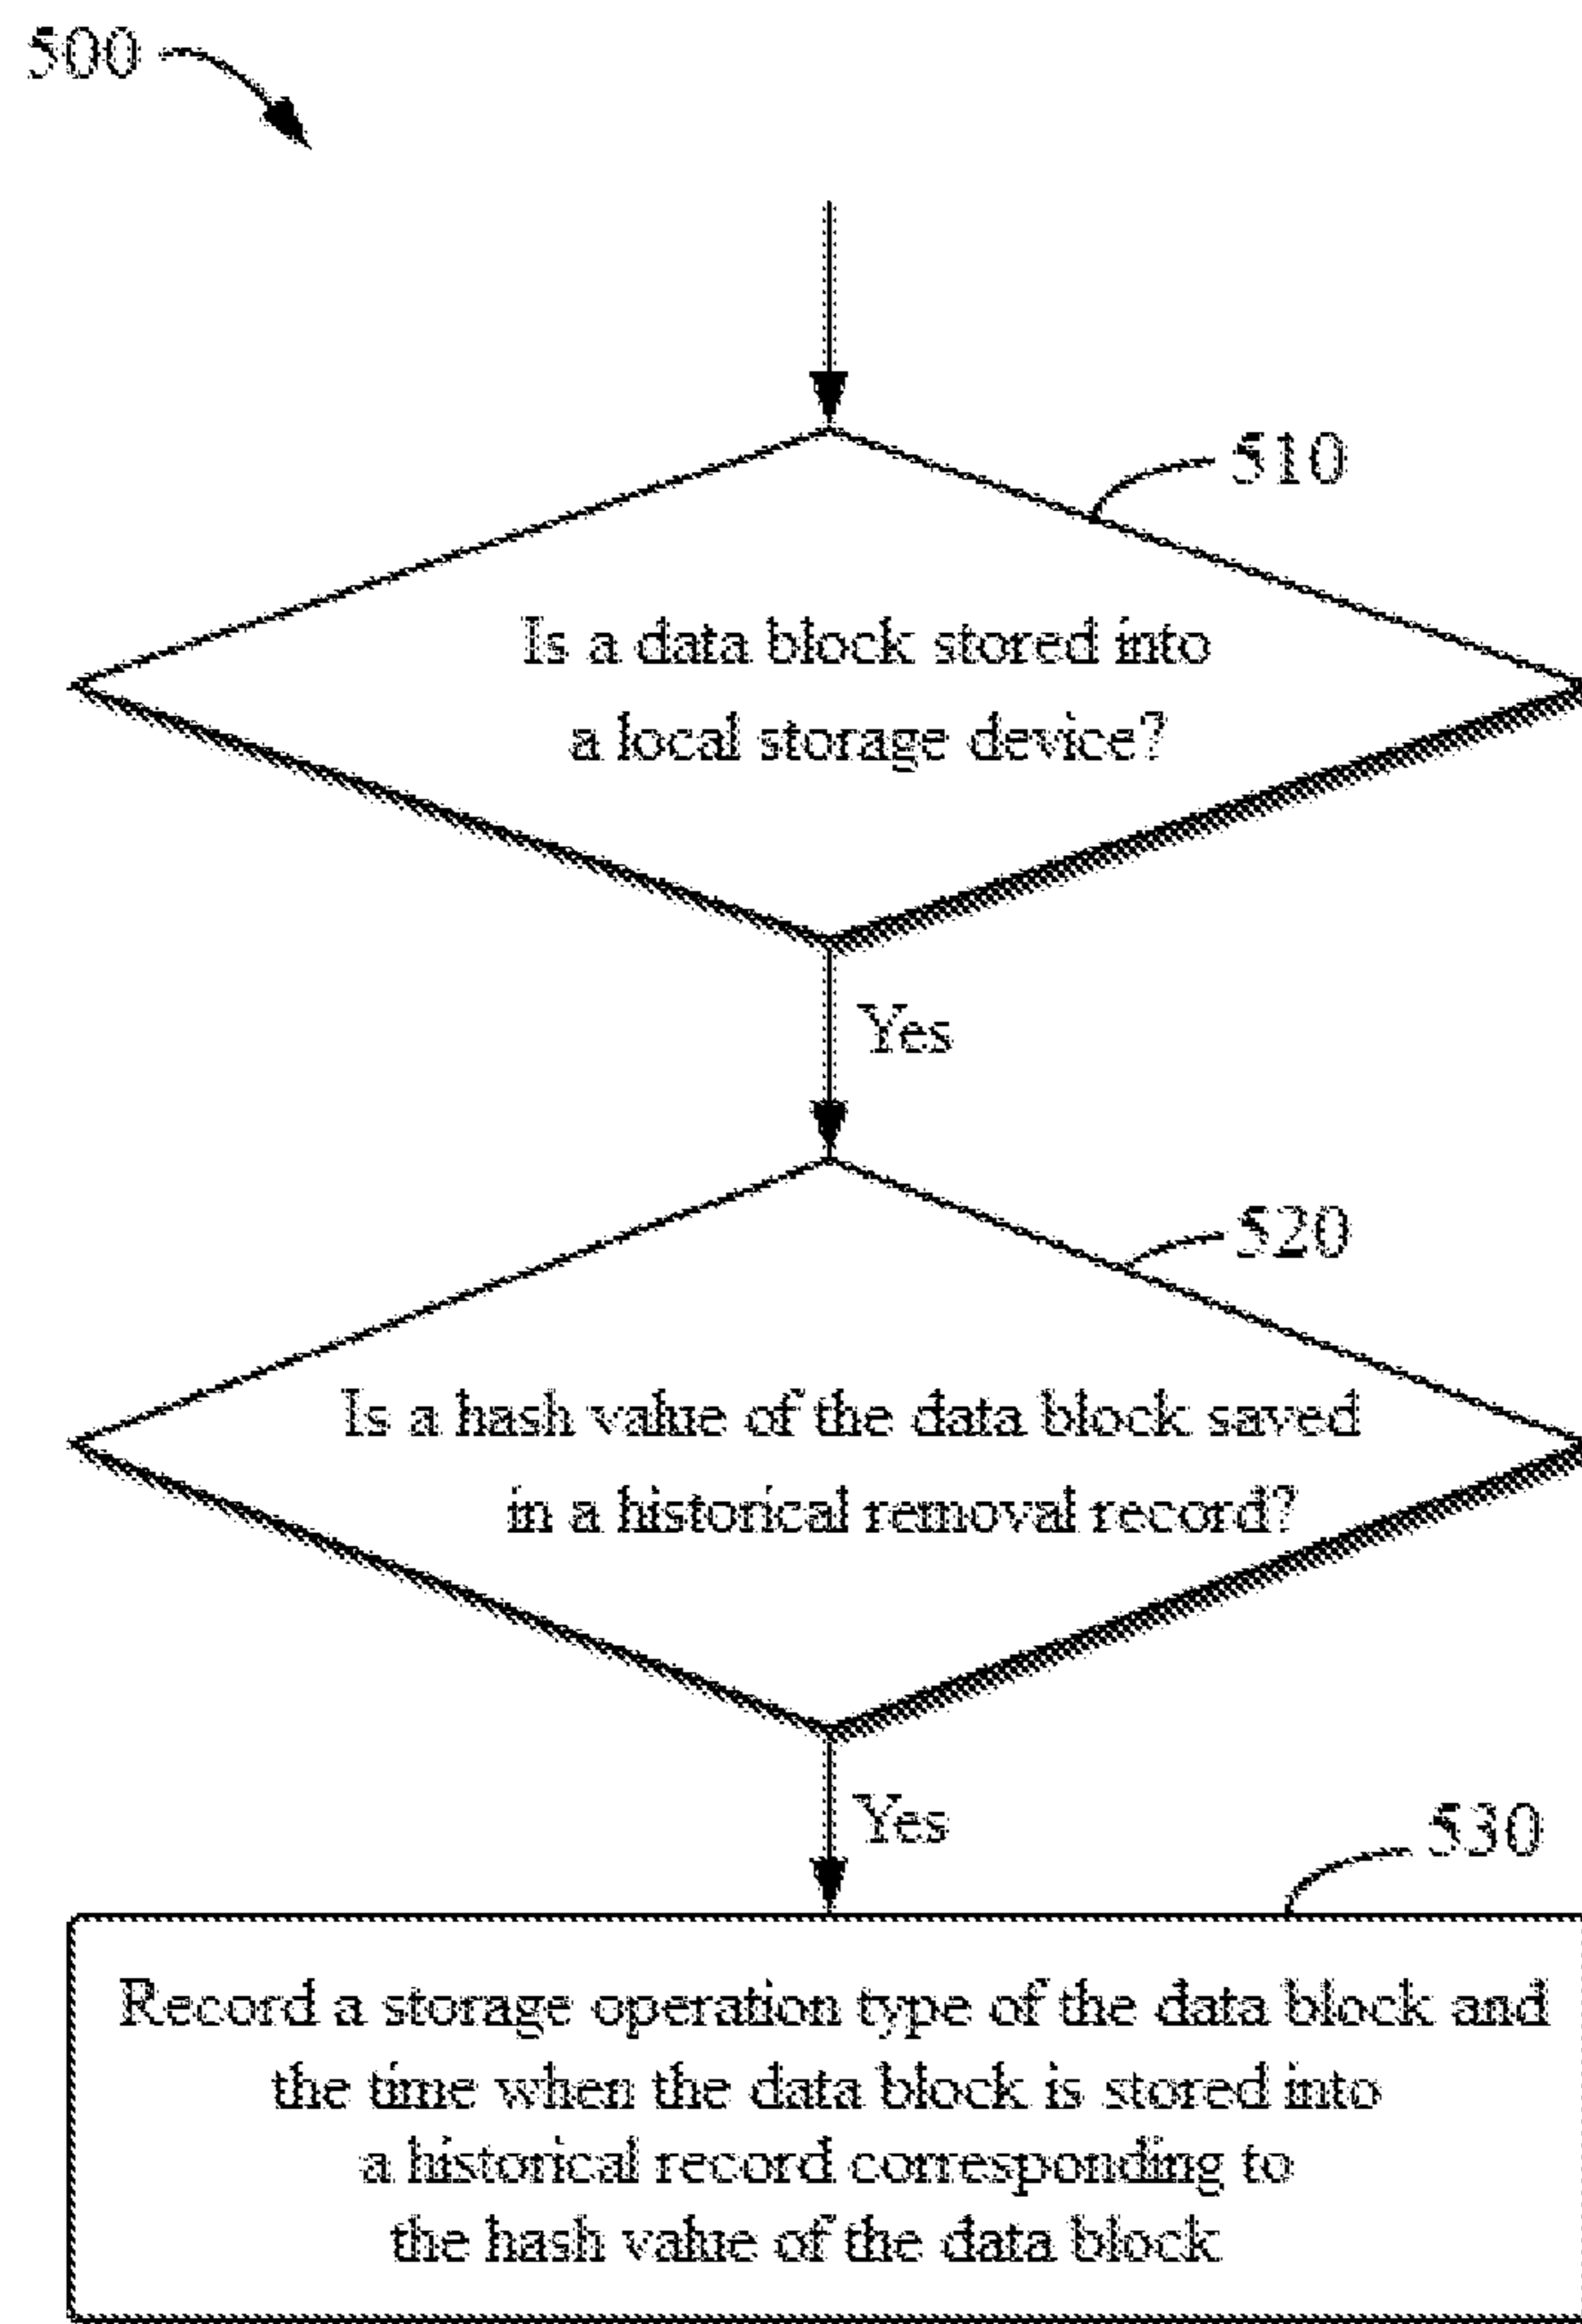 500
510
Is a data block stored into
a local storage device?
Yes
520
Is a hash value of the data block saved
in a historical removal record?
Yes
530
Record a storage operation type of the data block and
the time when the data block is stored into
a historical record corresponding to
the hash value of the data block